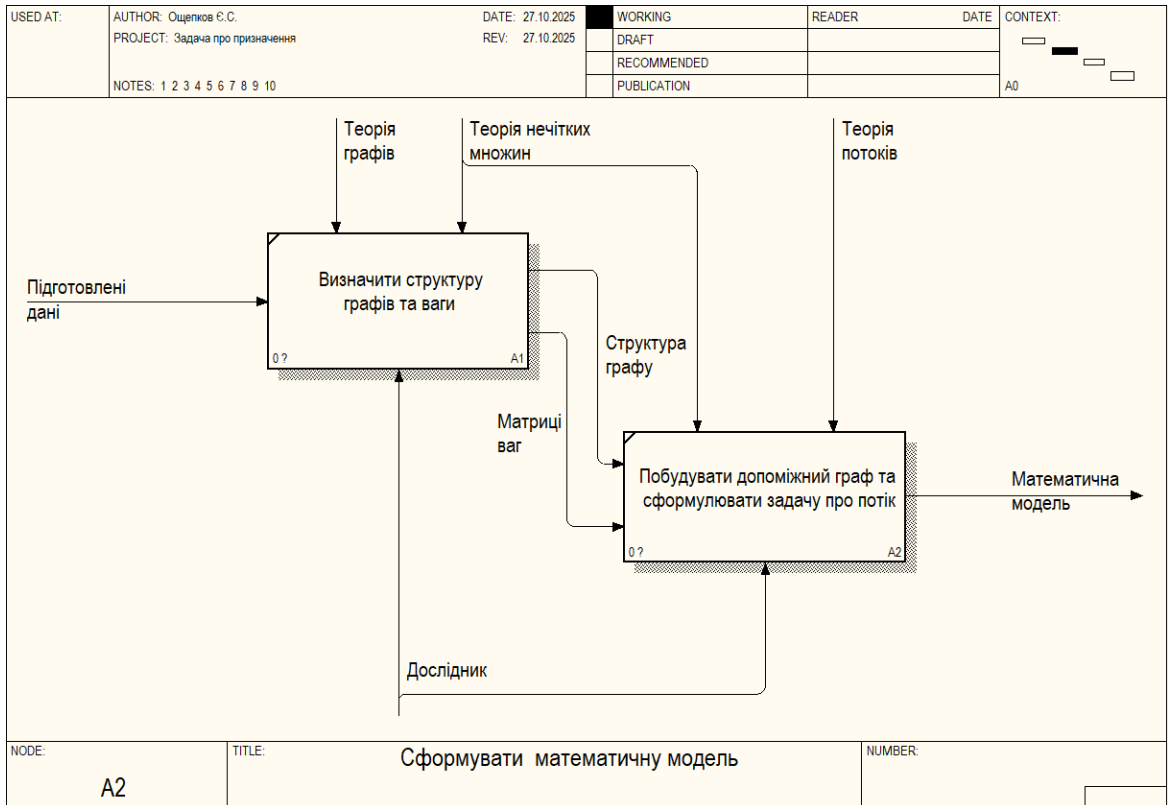 USED AT:
AUTHOR: Ощепков Є.С.
DATE: 27.10.2025
PROJECT: Задача про призначення
REV: 27.10.2025
NOTES: 1 2 3 4 5 6 7 8 9 10
WORKING
DRAFT
RECOMMENDED
PUBLICATION
READER
DATE
CONTEXT:
A0
Теорія
графів
Теорія нечітких
множин
Теорія
потоків
Підготовлені
дані
Визначити структуру
графів та ваги
0 ?
A1
Структура
графу
Матриці
ваг
Побудувати допоміжний граф та
сформулювати задачу про потік
0 ?
A2
Математична
модель
Дослідник
NODE:
A2
TITLE:
Сформувати математичну модель
NUMBER: